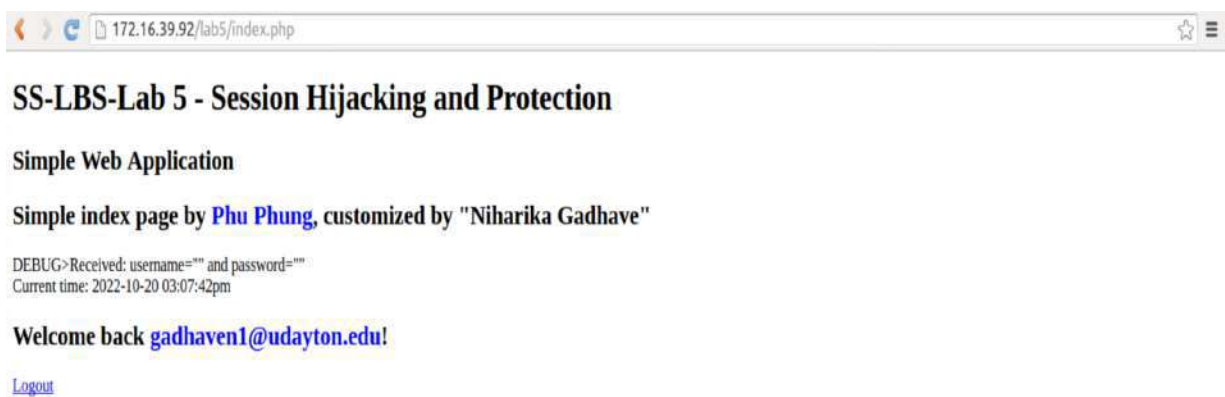 172.16.39.92/lab5/index.php
SS-LBS-Lab 5 - Session Hijacking and Protection
Simple Web Application
Simple index page by Phu Phung, customized by "Niharika Gadhave"
DEBUG>Received: username="" and password=""
Current time: 2022-10-20 03:07:42pm
Welcome back gadhaven1@udayton.edu!
Logout